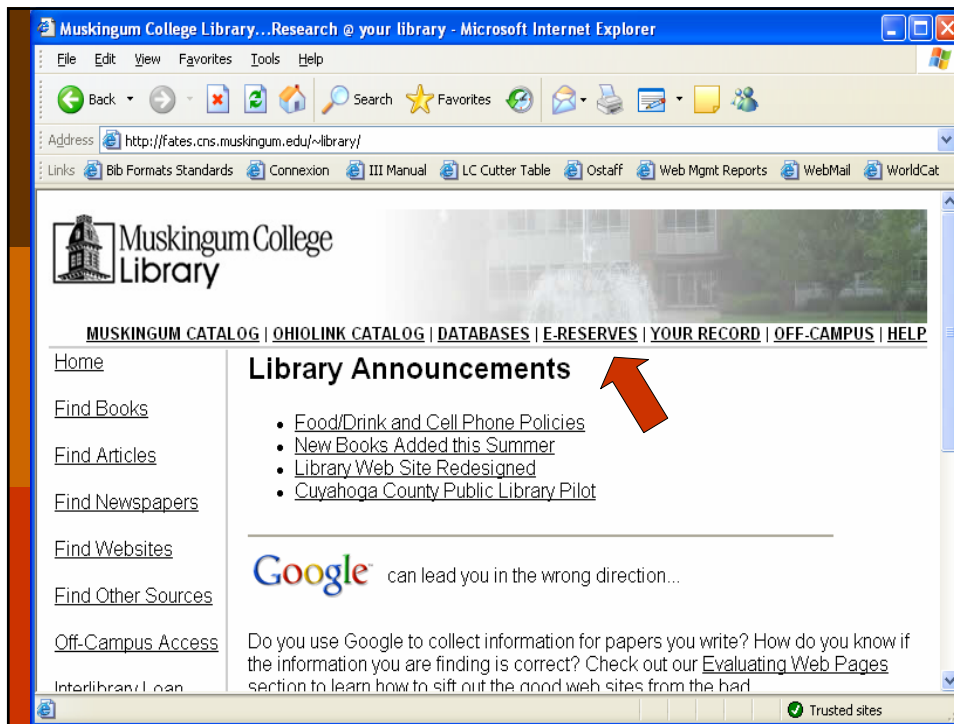 Muskingum College Library...Research @ your library - Microsoft Internet Explorer
File Edit View Favorites Tools Help
Back Search Favorites
Address http://fates.cns.muskingum.edu/~library/
Links Bib Formats Standards Connexion III Manual LC Cutter Table Ostaff Web Mgmt Reports WebMail WorldCat
Muskingum College
Library
MUSKINGUM CATALOG | OHIOLINK CATALOG | DATABASES | E-RESERVES | YOUR RECORD | OFF-CAMPUS | HELP
Home
Find Books
Find Articles
Find Newspapers
Find Websites
Find Other Sources
Off-Campus Access
Interlibrary Loan
Library Announcements
• Food/Drink and Cell Phone Policies
• New Books Added this Summer
• Library Web Site Redesigned
• Cuyahoga County Public Library Pilot
Google™ can lead you in the wrong direction...
Do you use Google to collect information for papers you write? How do you know if
the information you are finding is correct? Check out our Evaluating Web Pages
section to learn how to sift out the good web sites from the bad
Trusted sites